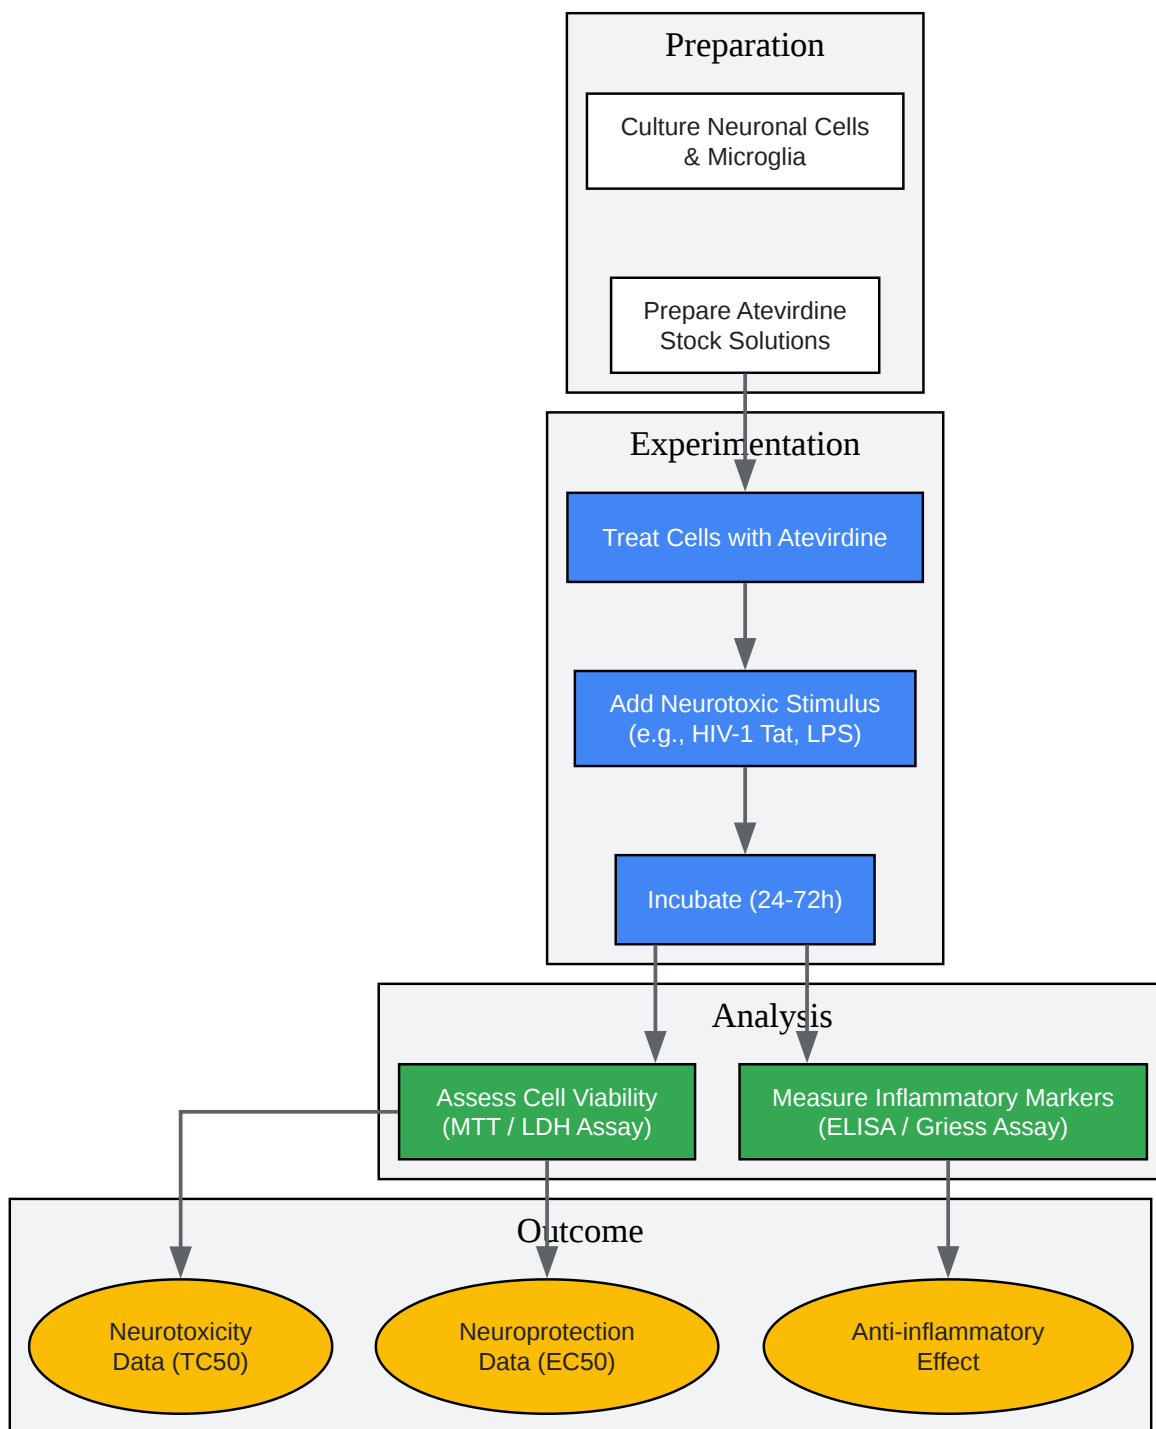 Preparation
Culture Neuronal Cells
& Microglia
Prepare Atevirdine
Stock Solutions
Experimentation
Treat Cells with Atevirdine
Add Neurotoxic Stimulus
(e.g., HIV-1 Tat, LPS)
Incubate (24-72h)
Analysis
Assess Cell Viability
(MTT / LDH Assay)
Measure Inflammatory Markers
(ELISA / Griess Assay)
Outcome
Neurotoxicity
Data (TC50)
Neuroprotection
Data (EC50)
Anti-inflammatory
Effect